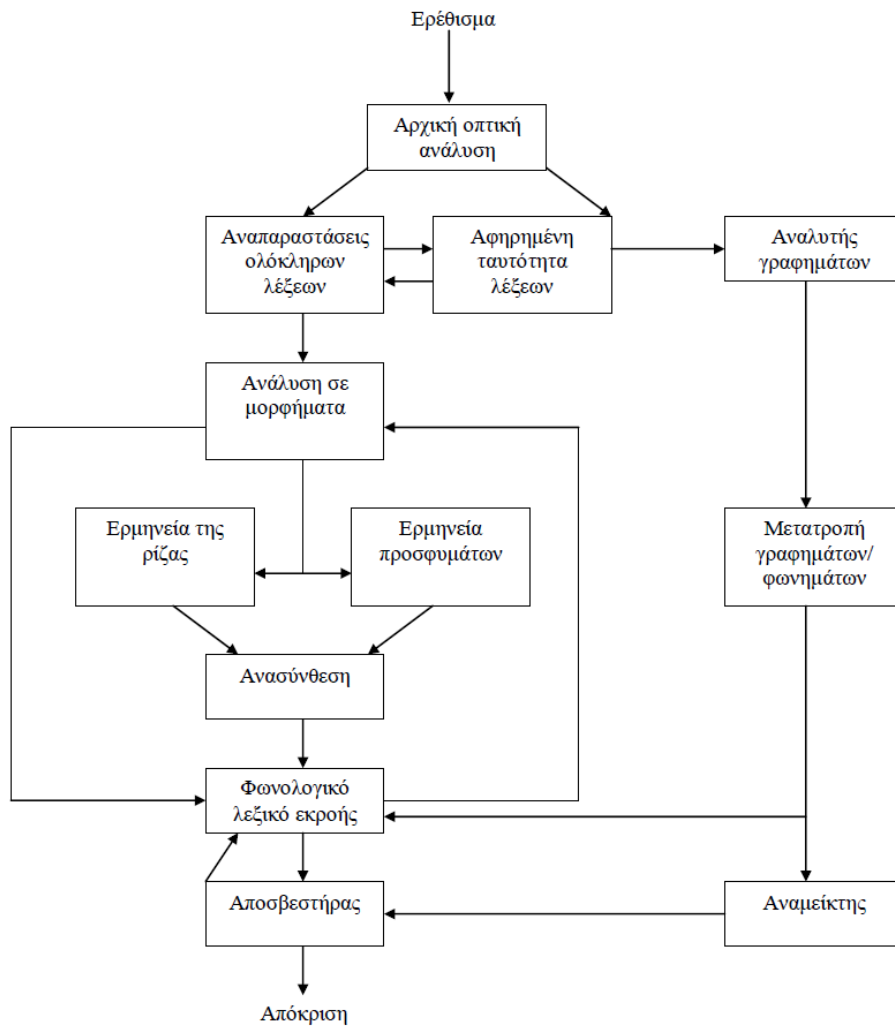 Ερέθισμα
Αρχική οπτική
ανάλυση
Αναπαραστάσεις
ολόκληρων
λέξεων
Αφηρημένη
ταυτότητα
λέξεων
Αναλυτής
γραφημάτων
Ανάλυση σε
μορφήματα
Ερμηνεία της
ρίζας
Ερμηνεία
προσφυμάτων
Μετατροπή
γραφημάτων/
φωνημάτων
Ανασύνθεση
Φωνολογικό
λεξικό εκροής
Αποσβεστήρας
Αναμείκτης
Απόκριση